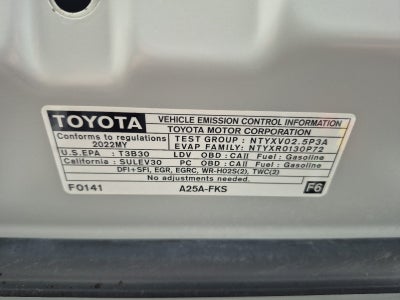 TOYOTA
VEHICLE EMISSION CONTROL INFORMATION
TOYOTA MOTOR CORPORATION
Conforms to regulations
2022MY
TEST GROUP : NTYXV02.5P3A
EVAP FAMILY: NTYXR0130P72
U.S.EPA : T3B30 LDV OBD : CAII Fuel : Gasoline
California : SULEV30 PC OBD : CAII Fuel : Gasoline
DFI+SFI, EGR, EGRC, WR-HO2S(2), TWC(2)
No adjustments needed.
F0141 A25A-FKS F6